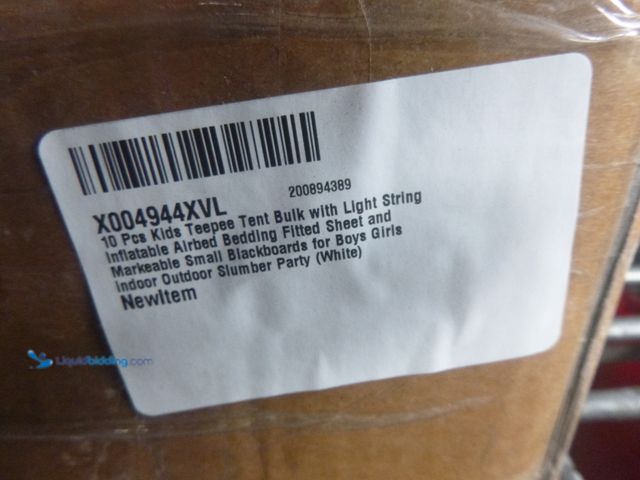 200894389
X004944XVL
10 Pcs Kids Teepee Tent Bulk with Light String
Inflatable Airbed Bedding Fitted Sheet and
Markeable Small Blackboards for Boys Girls
Indoor Outdoor Slumber Party (White)
NewItem
Liquidbidding.com